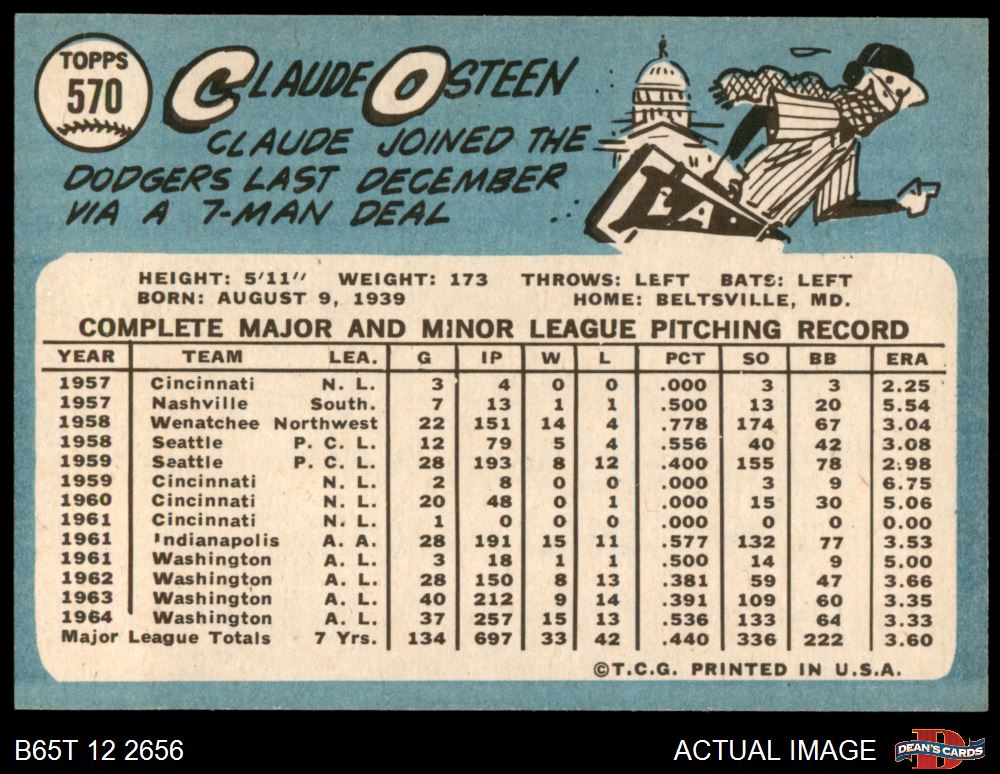 TOPPS
570
CLAUDE OSTEEN
CLAUDE JOINED THE
DODGERS LAST DECEMBER
VIA A 7-MAN DEAL
L.A.
HEIGHT: 5'11" WEIGHT: 173 THROWS: LEFT BATS: LEFT
BORN: AUGUST 9, 1939 HOME: BELTSVILLE, MD.
COMPLETE MAJOR AND MINOR LEAGUE PITCHING RECORD
YEAR TEAM LEA. G IP W L PCT SO BB ERA
1957 Cincinnati N. L. 3 4 0 0 .000 3 3 2.25
1957 Nashville South. 7 13 1 1 .500 13 20 5.54
1958 Wenatchee Northwest 22 151 14 4 .778 174 67 3.04
1958 Seattle P. C. L. 12 79 5 4 .556 40 42 3.08
1959 Seattle P. C. L. 28 193 8 12 .400 155 78 2.98
1959 Cincinnati N. L. 2 8 0 0 .000 3 9 6.75
1960 Cincinnati N. L. 20 48 0 1 .000 15 30 5.06
1961 Cincinnati N. L. 1 0 0 0 .000 0 0 0.00
1961 Indianapolis A. A. 28 191 15 11 .577 132 77 3.53
1961 Washington A. L. 3 18 1 1 .500 14 9 5.00
1962 Washington A. L. 28 150 8 13 .381 59 47 3.66
1963 Washington A. L. 40 212 9 14 .391 109 60 3.35
1964 Washington A. L. 37 257 15 13 .536 133 64 3.33
Major League Totals 7 Yrs. 134 697 33 42 .440 336 222 3.60
©T.C.G. PRINTED IN U.S.A.
B65T 12 2656 ACTUAL IMAGE
D
DEAN'S CARDS